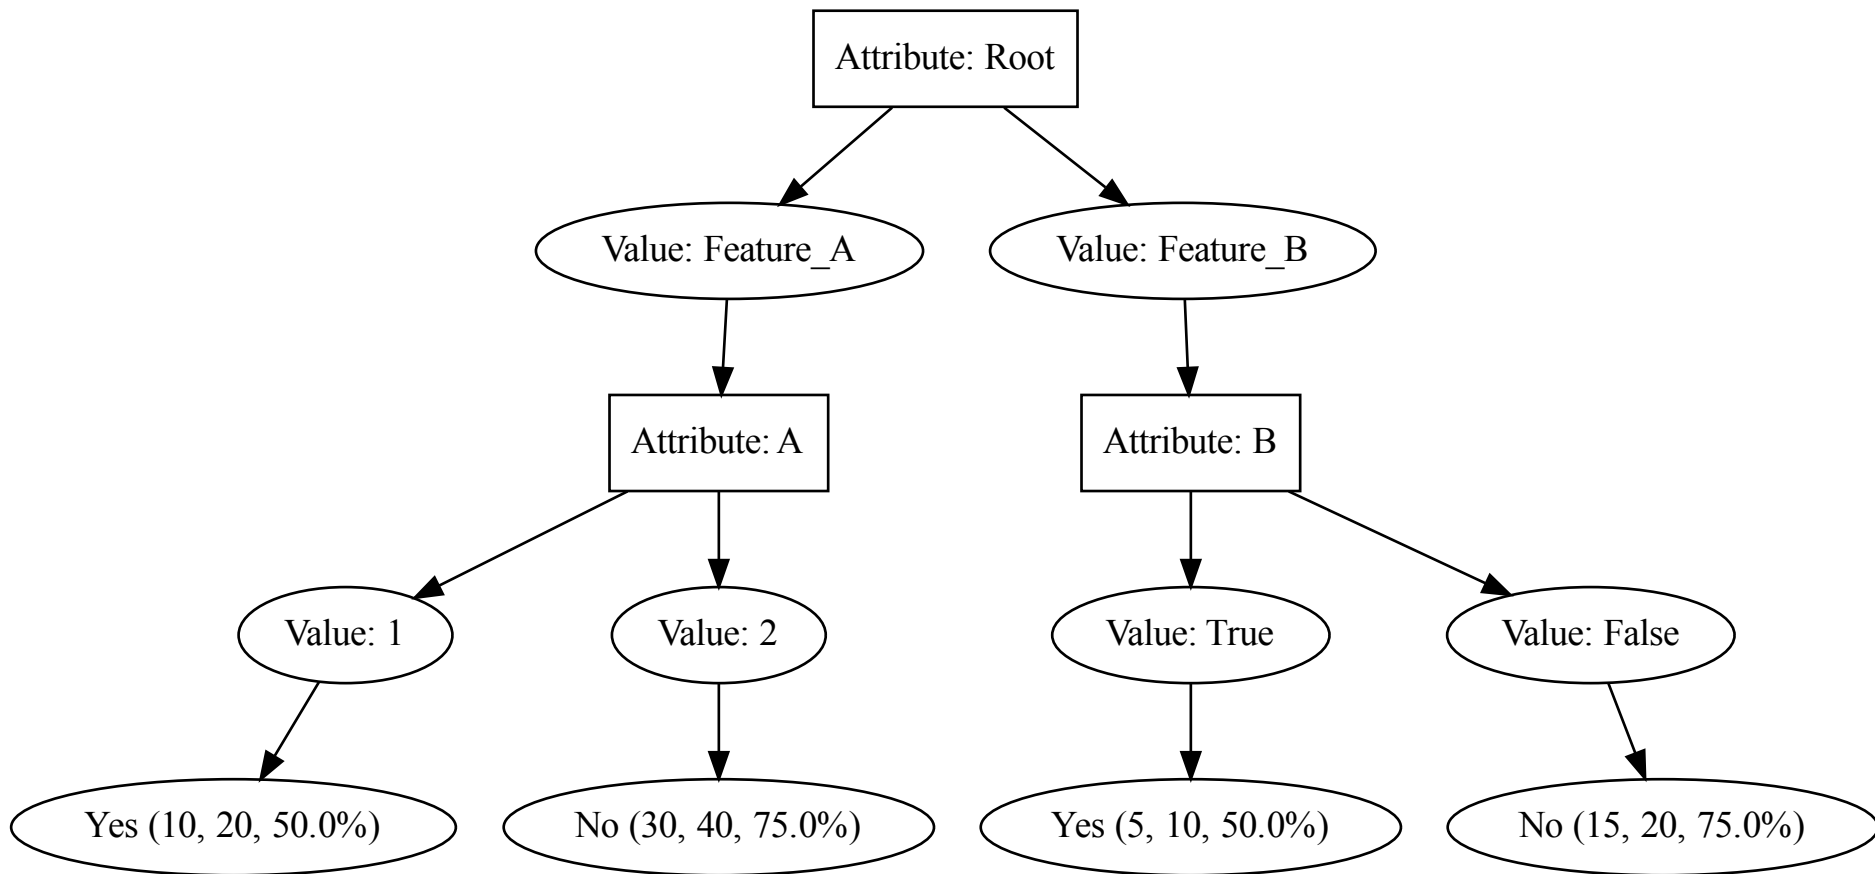 Attribute: Root
Value: Feature_A
Value: Feature_B
Attribute: A
Attribute: B
Value: 1
Value: 2
Value: True
Value: False
Yes (10, 20, 50.0%)
No (30, 40, 75.0%)
Yes (5, 10, 50.0%)
No (15, 20, 75.0%)